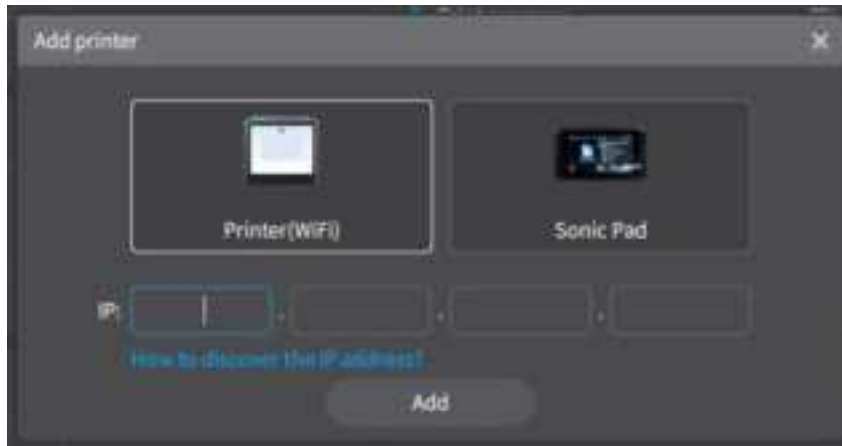 Add printer
Printer(WiFi)
Sonic Pad
IP:
How to discover the IP address?
Add